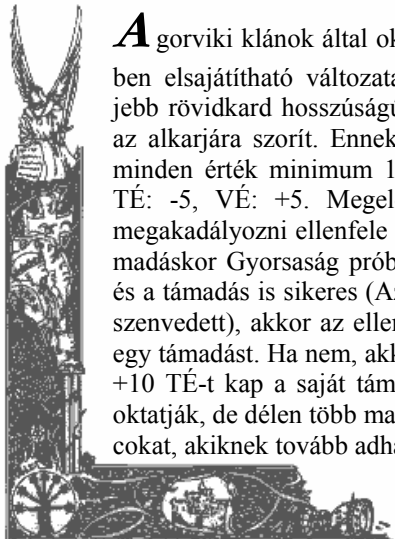 A gorviki klánok által ok
ben elsajátítható változata
jebb rövidkard hosszúságú
az alkarjára szorít. Ennek
minden érték minimum 1
TÉ: -5, VÉ: +5. Megel
megakadályozni ellenfele
madáskor Gyorsaság prób
és a támadás is sikeres (Az
szenvedett), akkor az ellen
egy támadást. Ha nem, akk
+10 TÉ-t kap a saját tám
oktatják, de délen több ma
cokat, akiknek tovább adha